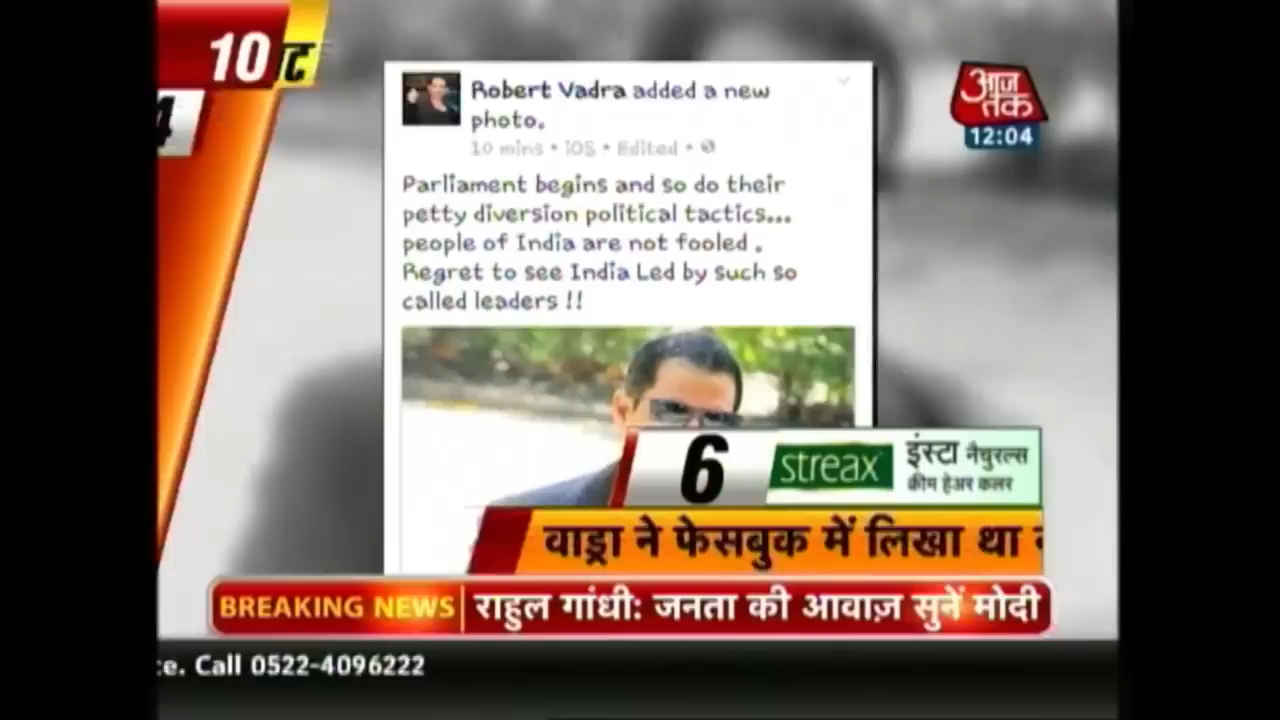 10
आज
तक
12:04
4
Robert Vadra added a new
photo.
10 mins • iOS • Edited •
Parliament begins and so do their
petty diversion political tactics...
people of India are not fooled .
Regret to see India Led by such so
called leaders !!
6
streax
इंस्टा नैचुरल्स
क्रीम हेअर कलर
वाड्रा ने फेसबुक में लिखा था
BREAKING NEWS
राहुल गांधी: जनता की आवाज़ सुनें मोदी
Call 0522-4096222